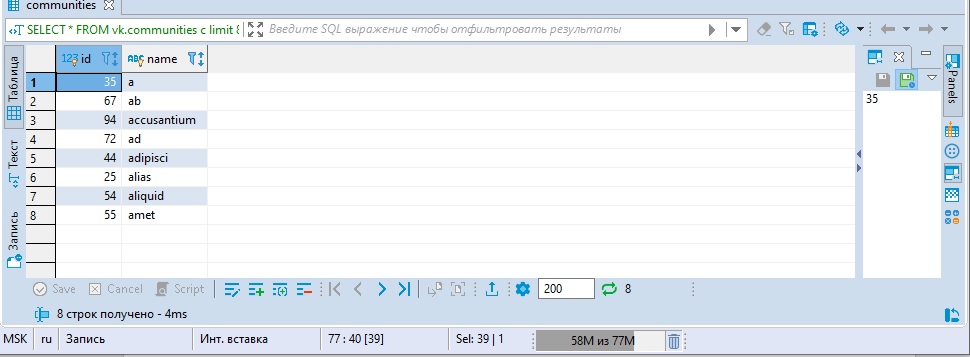 communities
SELECT * FROM vk.communities c limit 8
Введите SQL выражение чтобы отфильтровать результаты
123 id ABC name
1 35 a
2 67 ab
3 94 accusantium
4 72 ad
5 44 adipisci
6 25 alias
7 54 aliquid
8 55 amet
Таблица
Текст
Запись
35
Panels
Save Cancel Script 200 8
8 строк получено - 4ms
MSK ru Запись Инт. вставка 77 : 40 [39] Sel: 39 | 1 58M из 77M